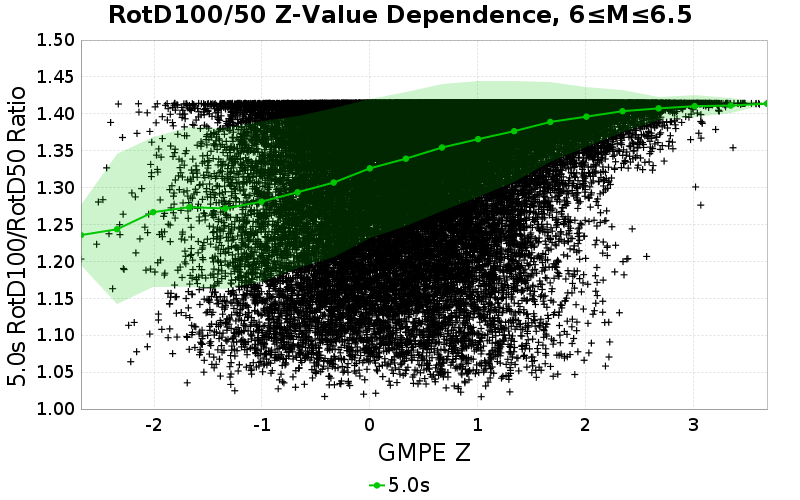 RotD100/50 Z-Value Dependence, 6≤M≤6.5
1.50
1.45
1.40
1.35
1.30
1.25
1.20
1.15
1.10
1.05
1.00
5.0s RotD100/RotD50 Ratio
-2 -1 0 1 2 3
GMPE Z
5.0s